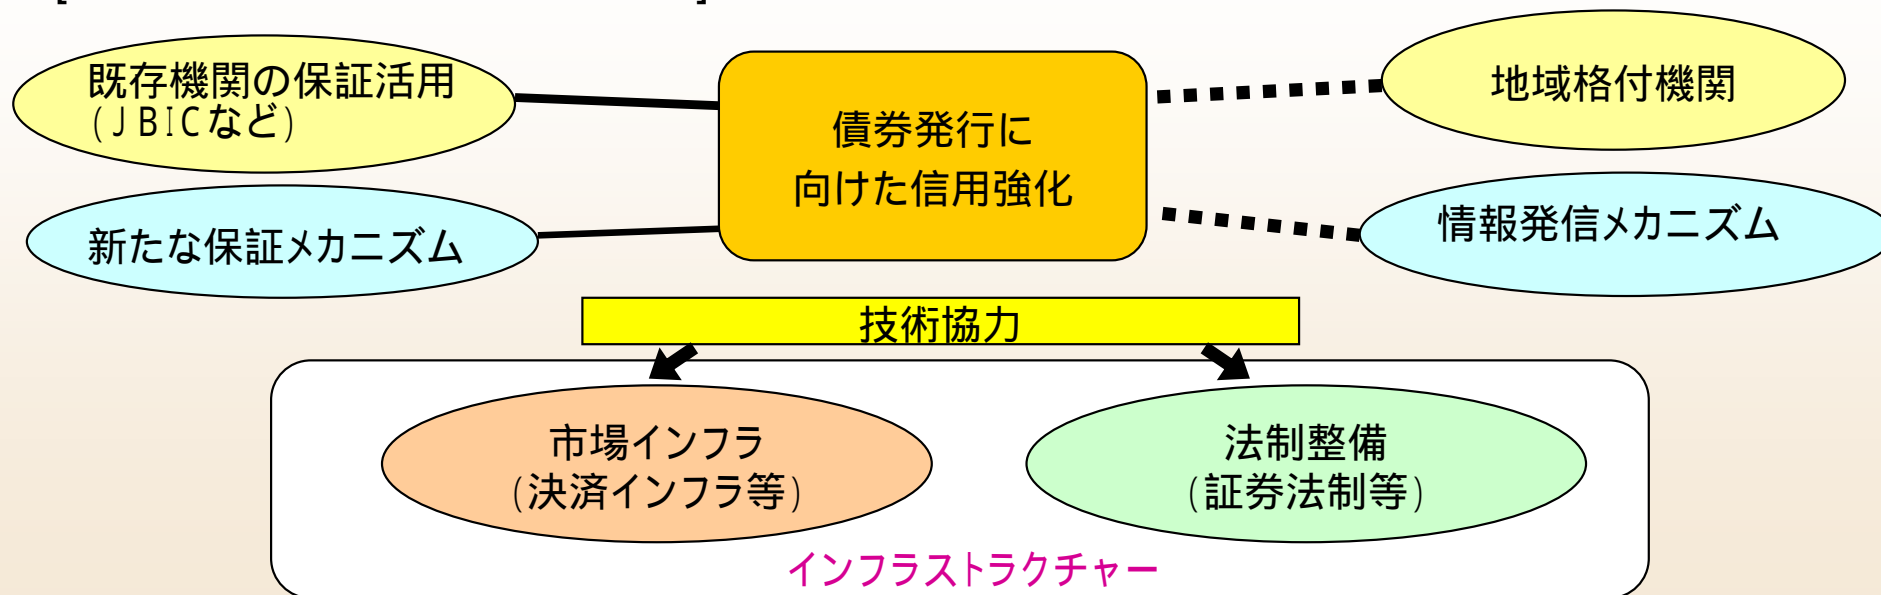 既存機関の保証活用
(JBICなど)
新たな保証メカニズム
債券発行に
向けた信用強化
地域格付機関
情報発信メカニズム
技術協力
市場インフラ
(決済インフラ等)
法制整備
(証券法制等)
インフラストラクチャー